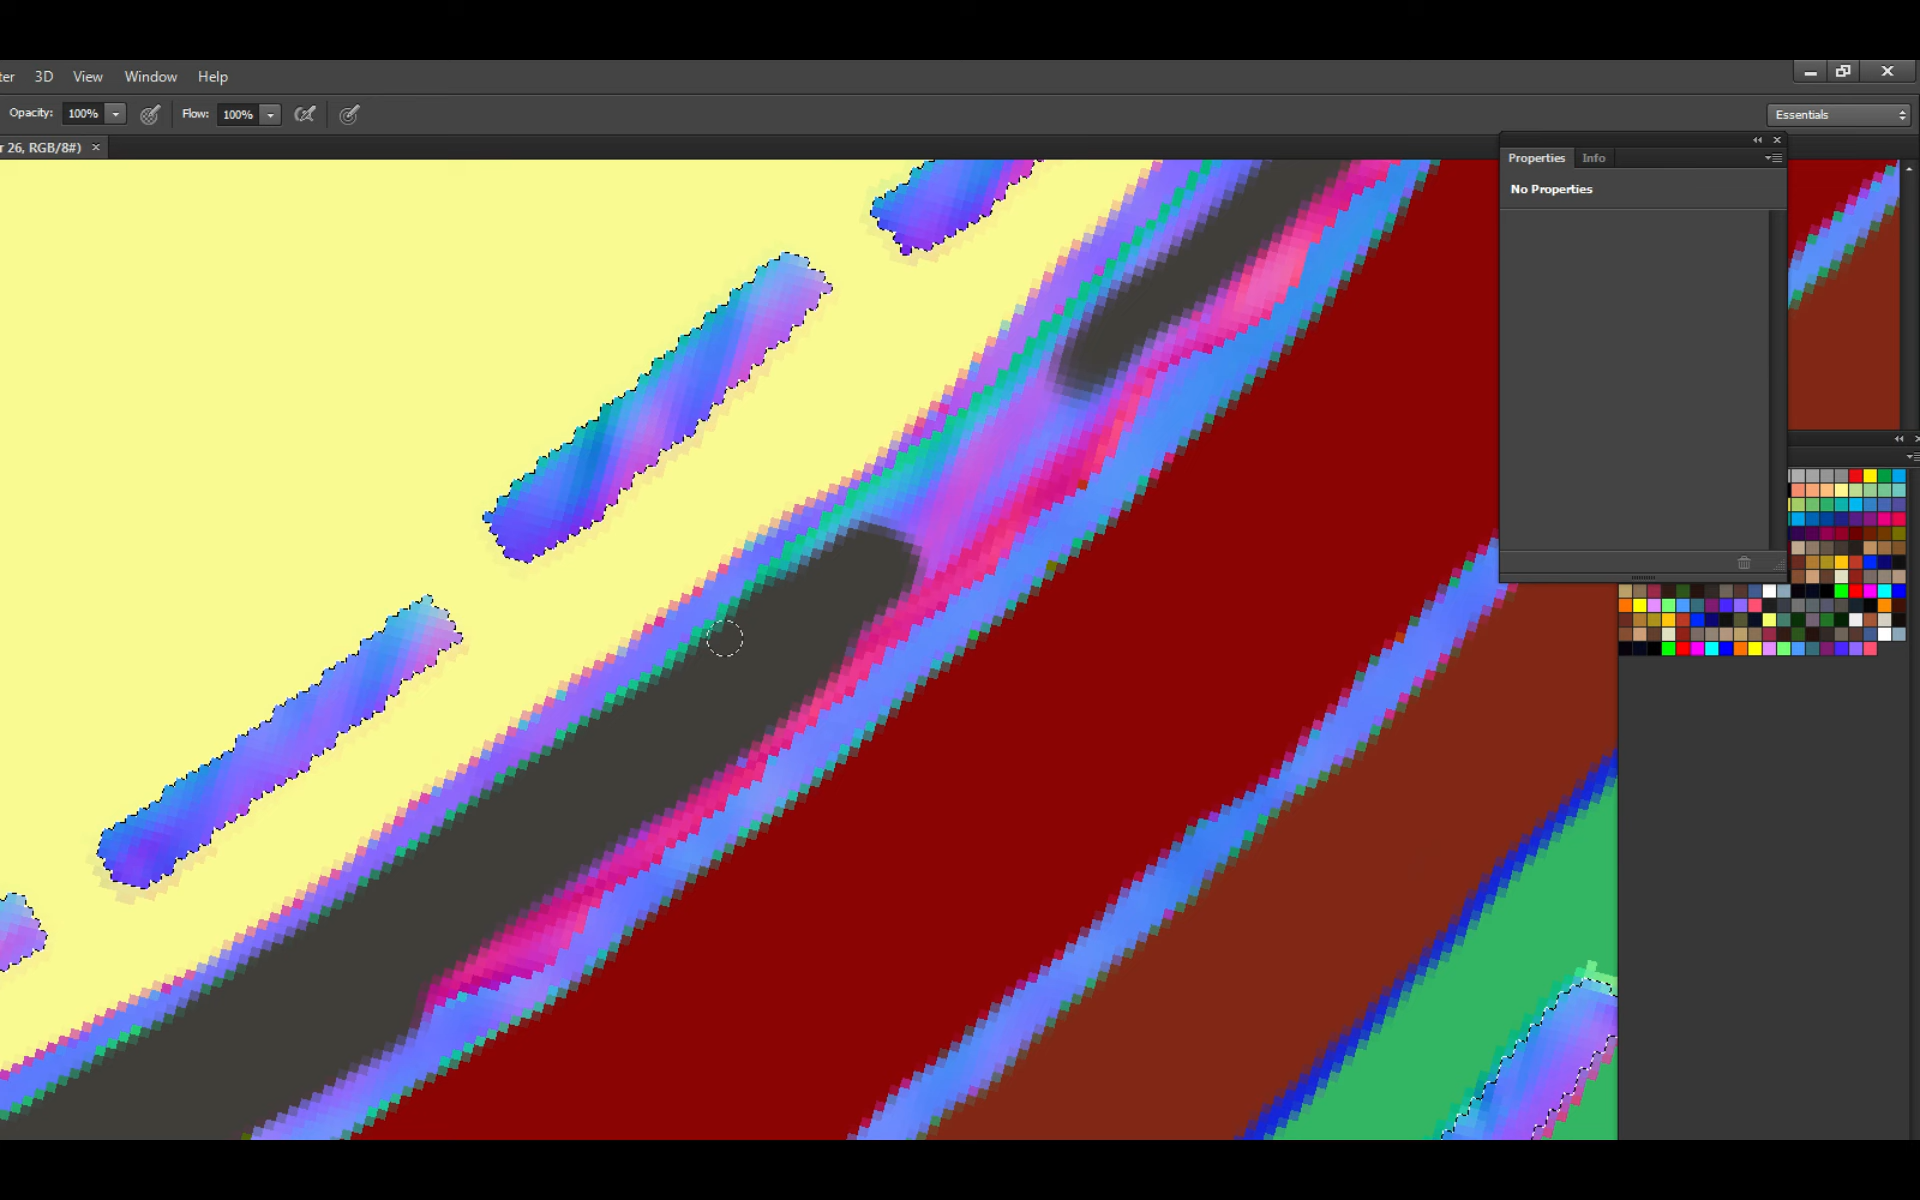 ter 3D View Window Help
Opacity: 100% Flow: 100% Essentials
r 26, RGB/8#) ×
Properties Info
No Properties